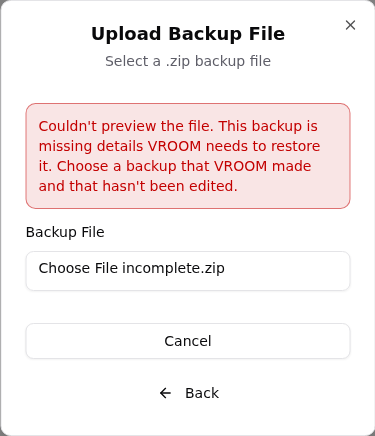 Upload Backup File
Select a .zip backup file
Couldn't preview the file. This backup is
missing details VROOM needs to restore
it. Choose a backup that VROOM made
and that hasn't been edited.
Backup File
Choose File incomplete.zip
Cancel
Back